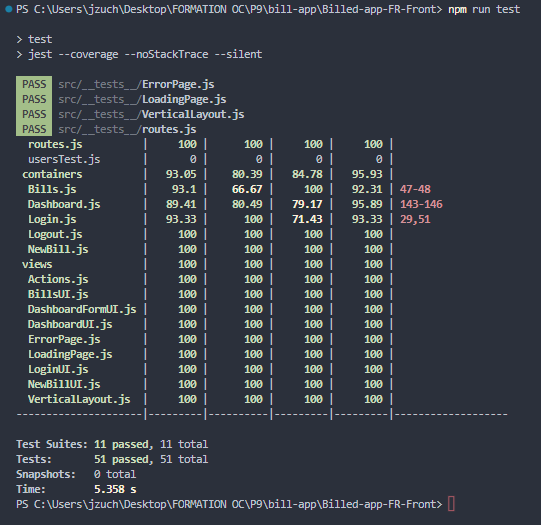 PS C:\Users\jzuch\Desktop\FORMATION OC\P9\bill-app\Billed-app-FR-Front> npm run test
> test
> jest --coverage --noStackTrace --silent
PASS src/__tests__/ErrorPage.js
PASS src/__tests__/LoadingPage.js
PASS src/__tests__/VerticalLayout.js
PASS src/__tests__/routes.js
routes.js | 100 | 100 | 100 | 100 |
usersTest.js | 0 | 0 | 0 | 0 |
containers | 93.05 | 80.39 | 84.78 | 95.93 |
Bills.js | 93.1 | 66.67 | 100 | 92.31 | 47-48
Dashboard.js | 89.41 | 80.49 | 79.17 | 95.89 | 143-146
Login.js | 93.33 | 100 | 71.43 | 93.33 | 29,51
Logout.js | 100 | 100 | 100 | 100 |
NewBill.js | 100 | 100 | 100 | 100 |
views | 100 | 100 | 100 | 100 |
Actions.js | 100 | 100 | 100 | 100 |
BillsUI.js | 100 | 100 | 100 | 100 |
DashboardFormUI.js | 100 | 100 | 100 | 100 |
DashboardUI.js | 100 | 100 | 100 | 100 |
ErrorPage.js | 100 | 100 | 100 | 100 |
LoadingPage.js | 100 | 100 | 100 | 100 |
LoginUI.js | 100 | 100 | 100 | 100 |
NewBillUI.js | 100 | 100 | 100 | 100 |
VerticalLayout.js | 100 | 100 | 100 | 100 |
--------------------|---------|----------|---------|---------|-------------------
Test Suites: 11 passed, 11 total
Tests: 51 passed, 51 total
Snapshots: 0 total
Time: 5.358 s
PS C:\Users\jzuch\Desktop\FORMATION OC\P9\bill-app\Billed-app-FR-Front>